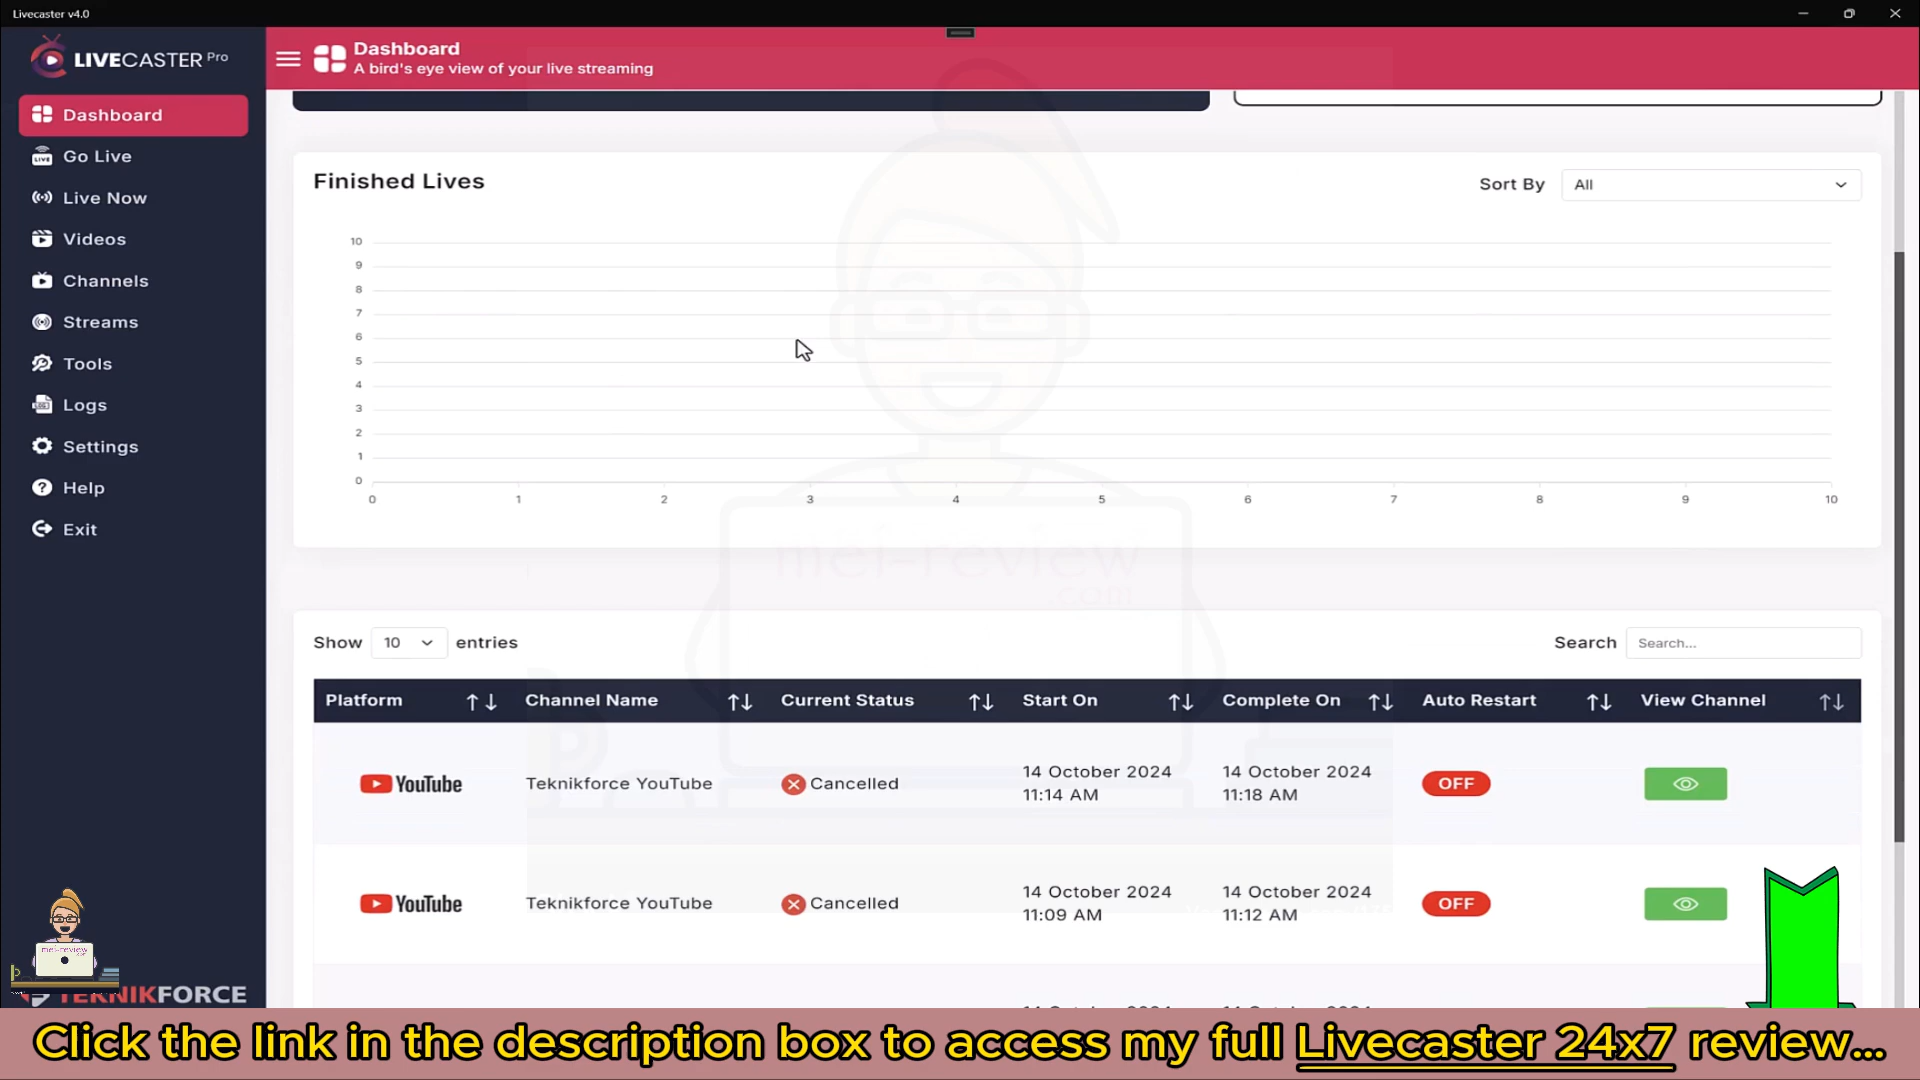 Livecaster v4.0
LIVECASTER Pro
Dashboard
A bird's eye view of your live streaming
Dashboard
Go Live
Live Now
Videos
Channels
Streams
Tools
Logs
Settings
Help
Exit
Finished Lives
Sort By All
10
9
8
7
6
5
4
3
2
1
0
0 1 2 3 4 5 6 7 8 9 10
mei-review
.com
Show 10 entries
Search Search...
Platform Channel Name Current Status Start On Complete On Auto Restart View Channel
YouTube Teknikforce YouTube Cancelled 14 October 2024 11:14 AM 14 October 2024 11:18 AM OFF
YouTube Teknikforce YouTube Cancelled 14 October 2024 11:09 AM 14 October 2024 11:12 AM OFF
mei-review
TEKNIKFORCE
Click the link in the description box to access my full Livecaster 24x7 review...